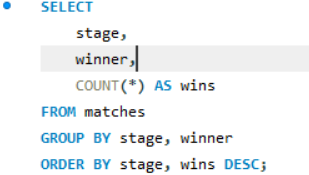 SELECT
stage,
winner,
COUNT(*) AS wins
FROM matches
GROUP BY stage, winner
ORDER BY stage, wins DESC;